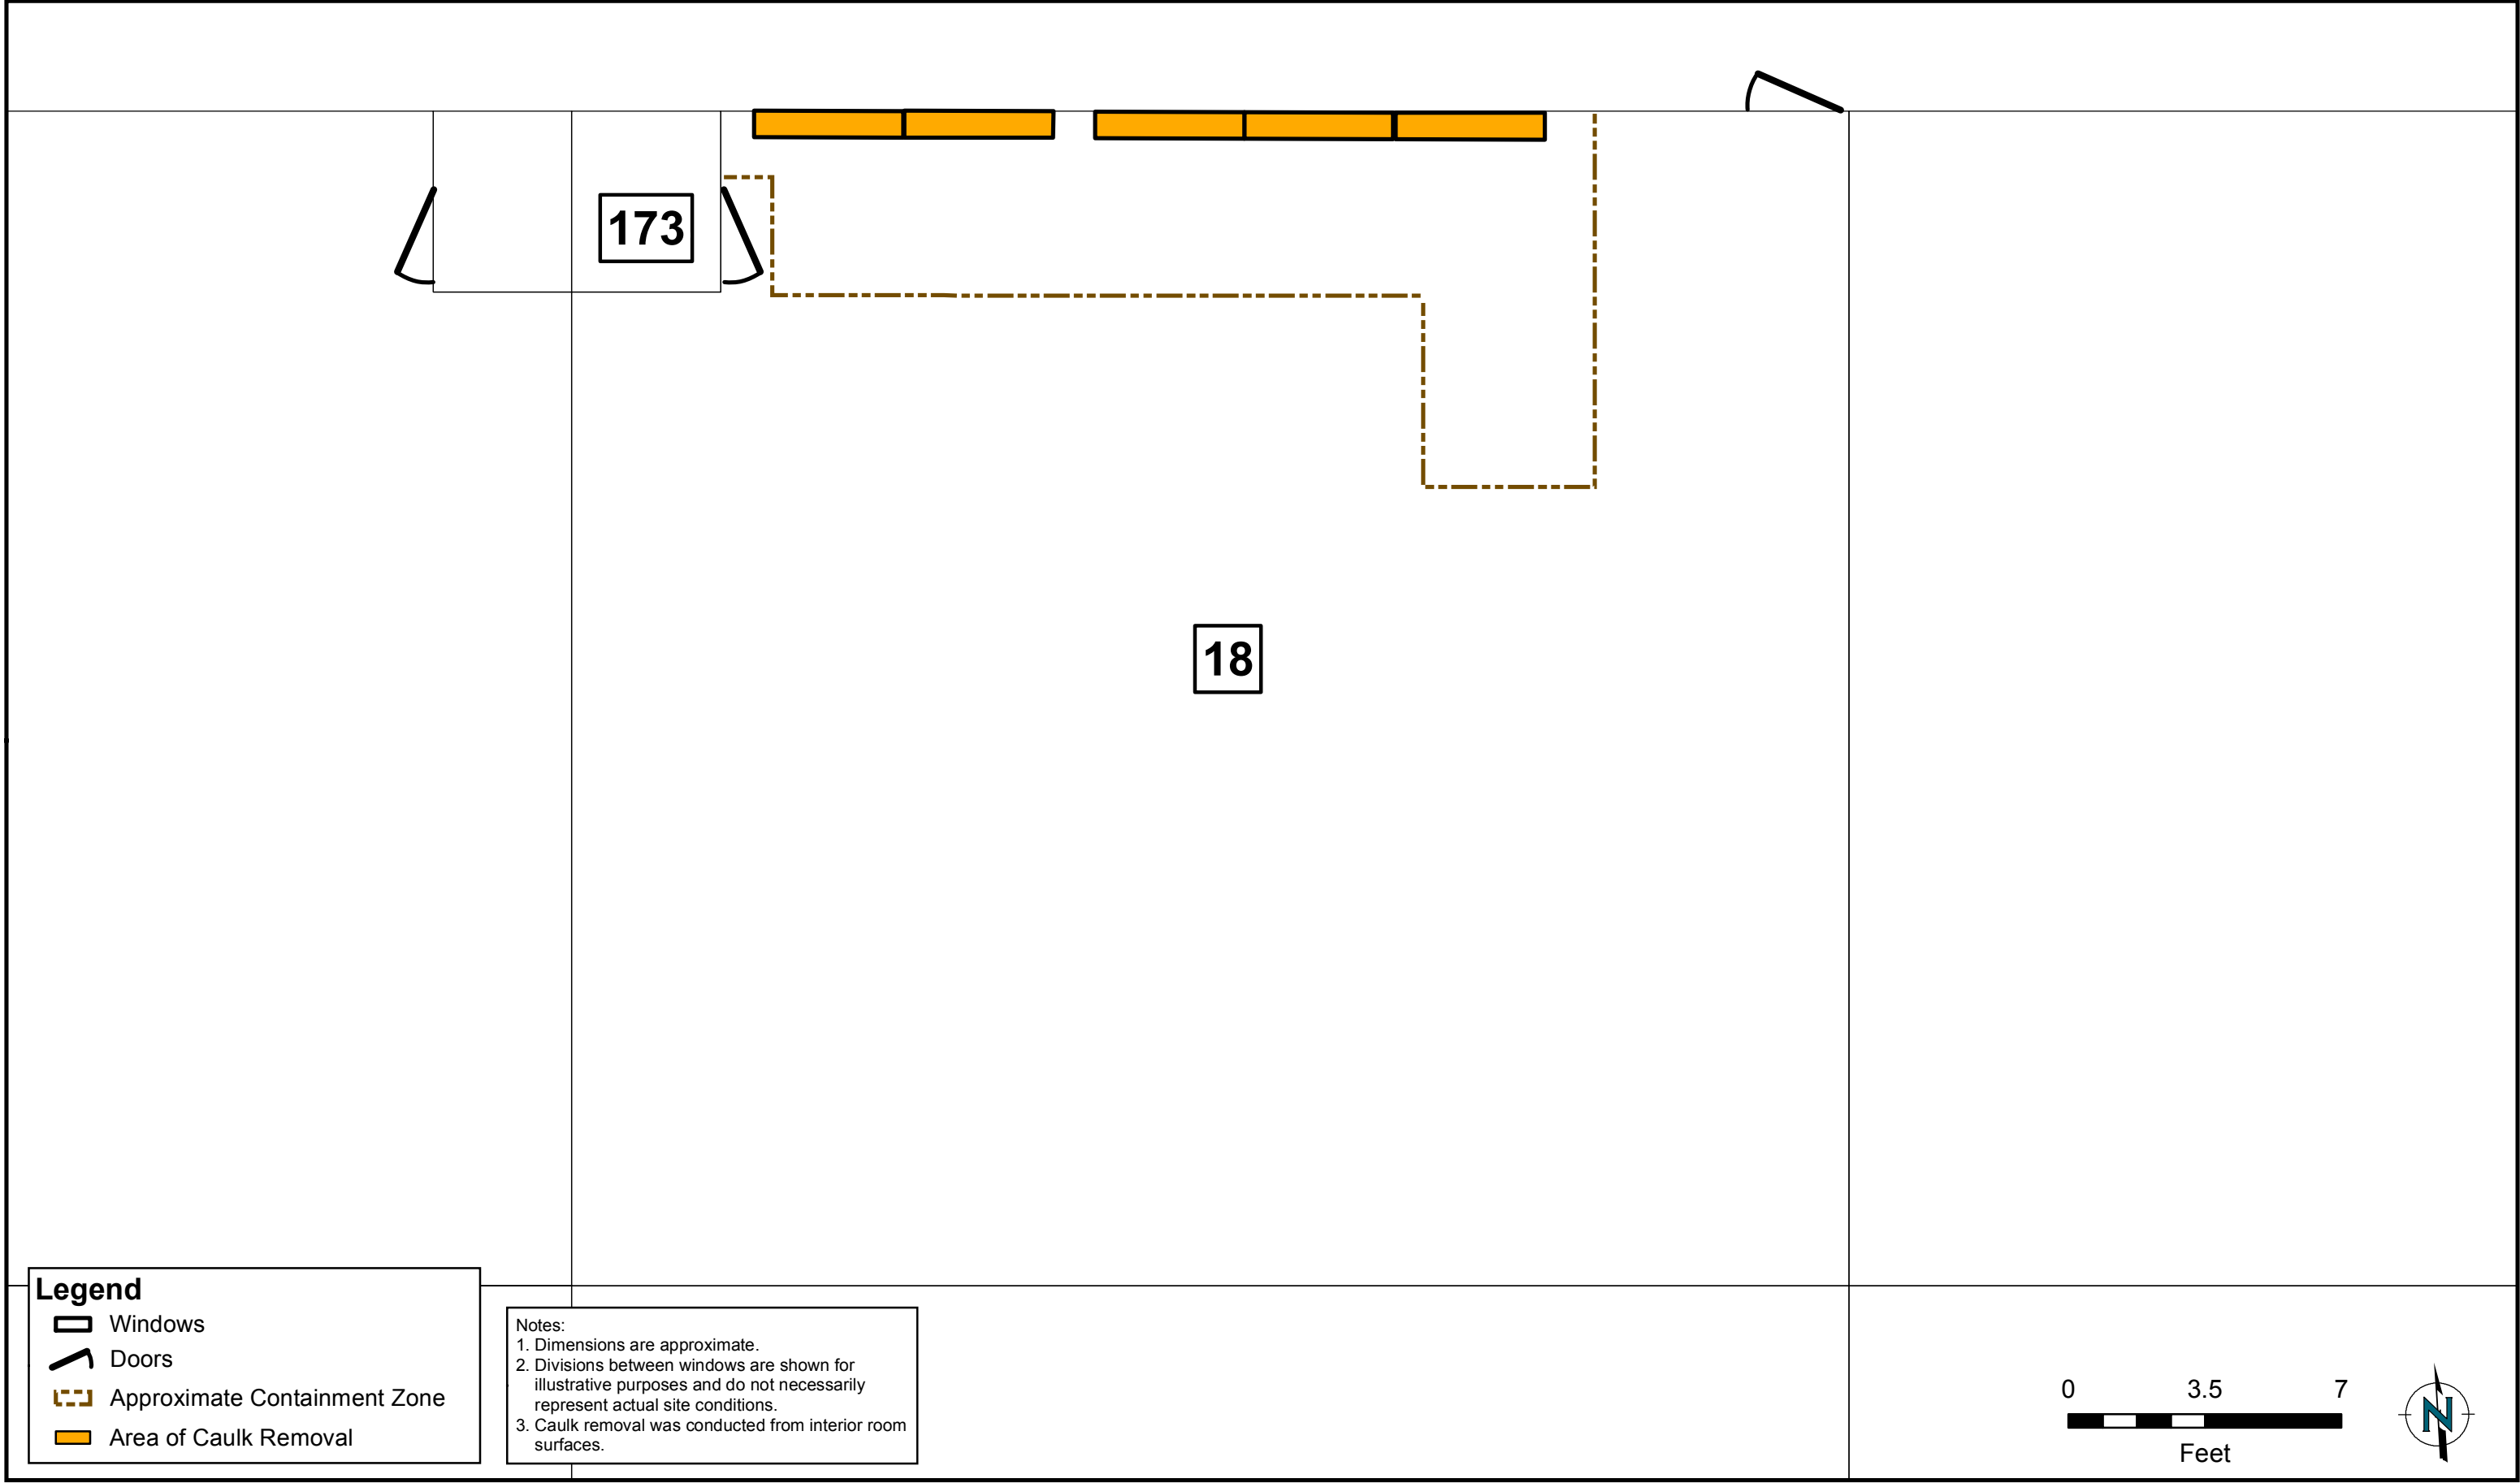 173
18
Legend
Windows
Doors
Approximate Containment Zone
Area of Caulk Removal
Notes:
1. Dimensions are approximate.
2. Divisions between windows are shown for
illustrative purposes and do not necessarily
represent actual site conditions.
3. Caulk removal was conducted from interior room
surfaces.
0 3.5 7
Feet
N